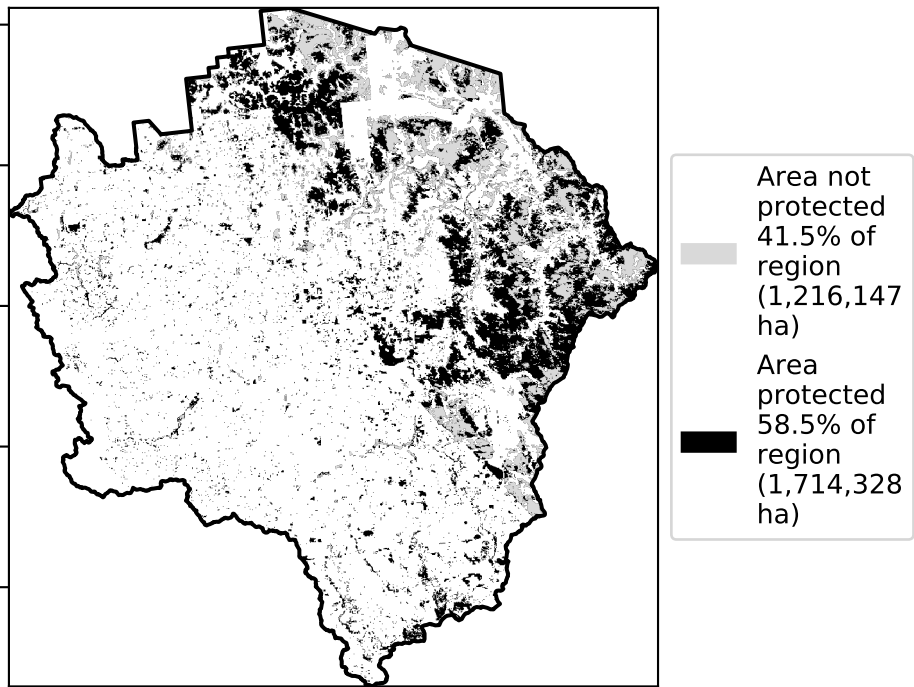 Area not
protected
41.5% of
region
(1,216,147
ha)
Area
protected
58.5% of
region
(1,714,328
ha)